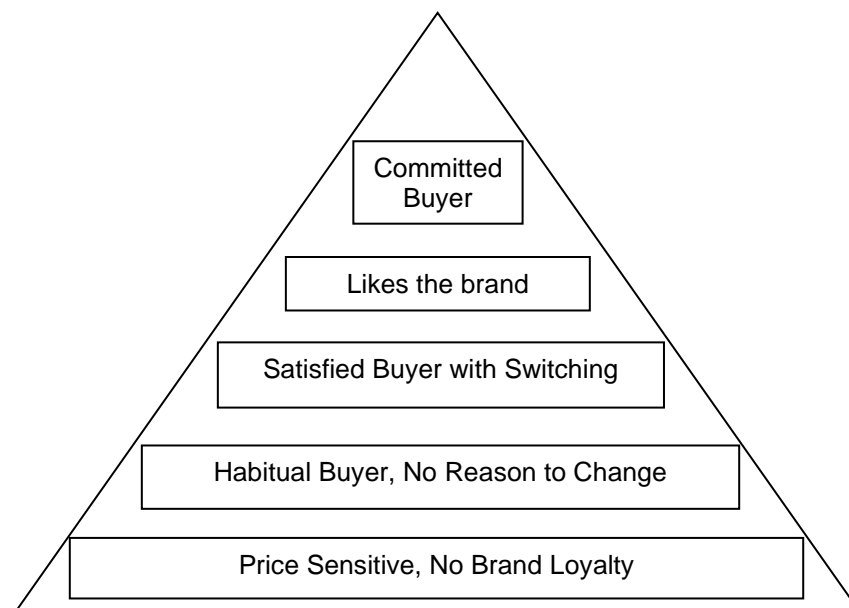 Committed
Buyer
Likes the brand
Satisfied Buyer with Switching
Habitual Buyer, No Reason to Change
Price Sensitive, No Brand Loyalty